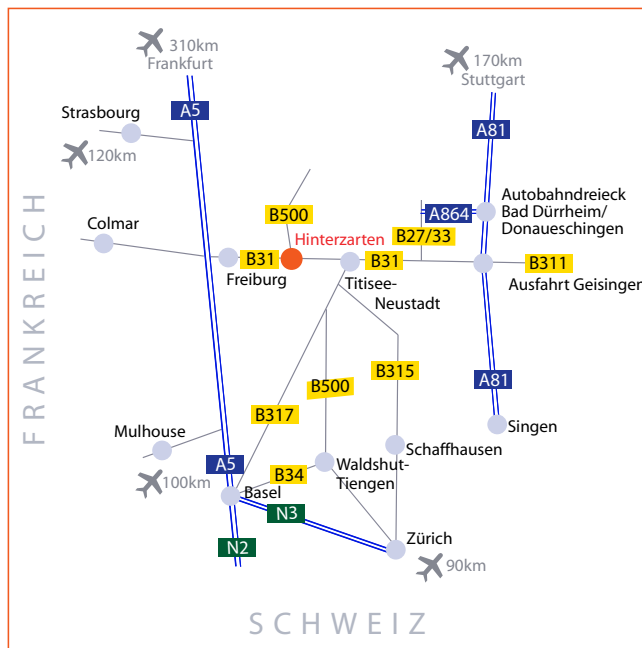 310km
Frankfurt
170km
Stuttgart
A5
Strasbourg
A81
120km
B500
A864
Autobahndreieck
Bad Dürrheim/
Donaueschingen
Colmar
Hinterzarten
B27/33
B31
B31
B311
Freiburg
Titisee-
Neustadt
Ausfahrt Geisingen
FRANKREICH
B315
B500
A81
B317
Mulhouse
Singen
Schaffhausen
A5
B34
Waldshut-
Tiengen
100km
Basel
N3
N2
Zürich
90km
SCHWEIZ